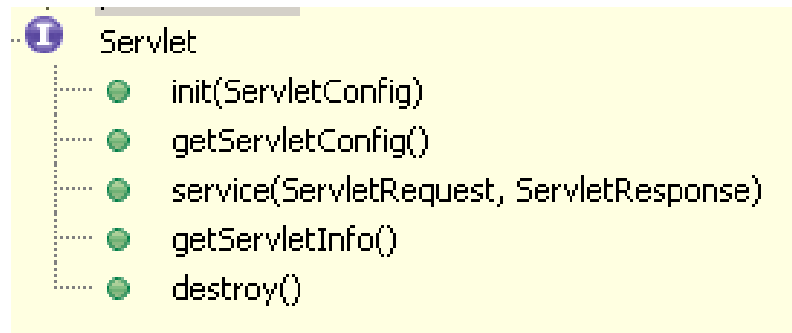 I Servlet
init(ServletConfig)
getServletConfig()
service(ServletRequest, ServletResponse)
getServletInfo()
destroy()